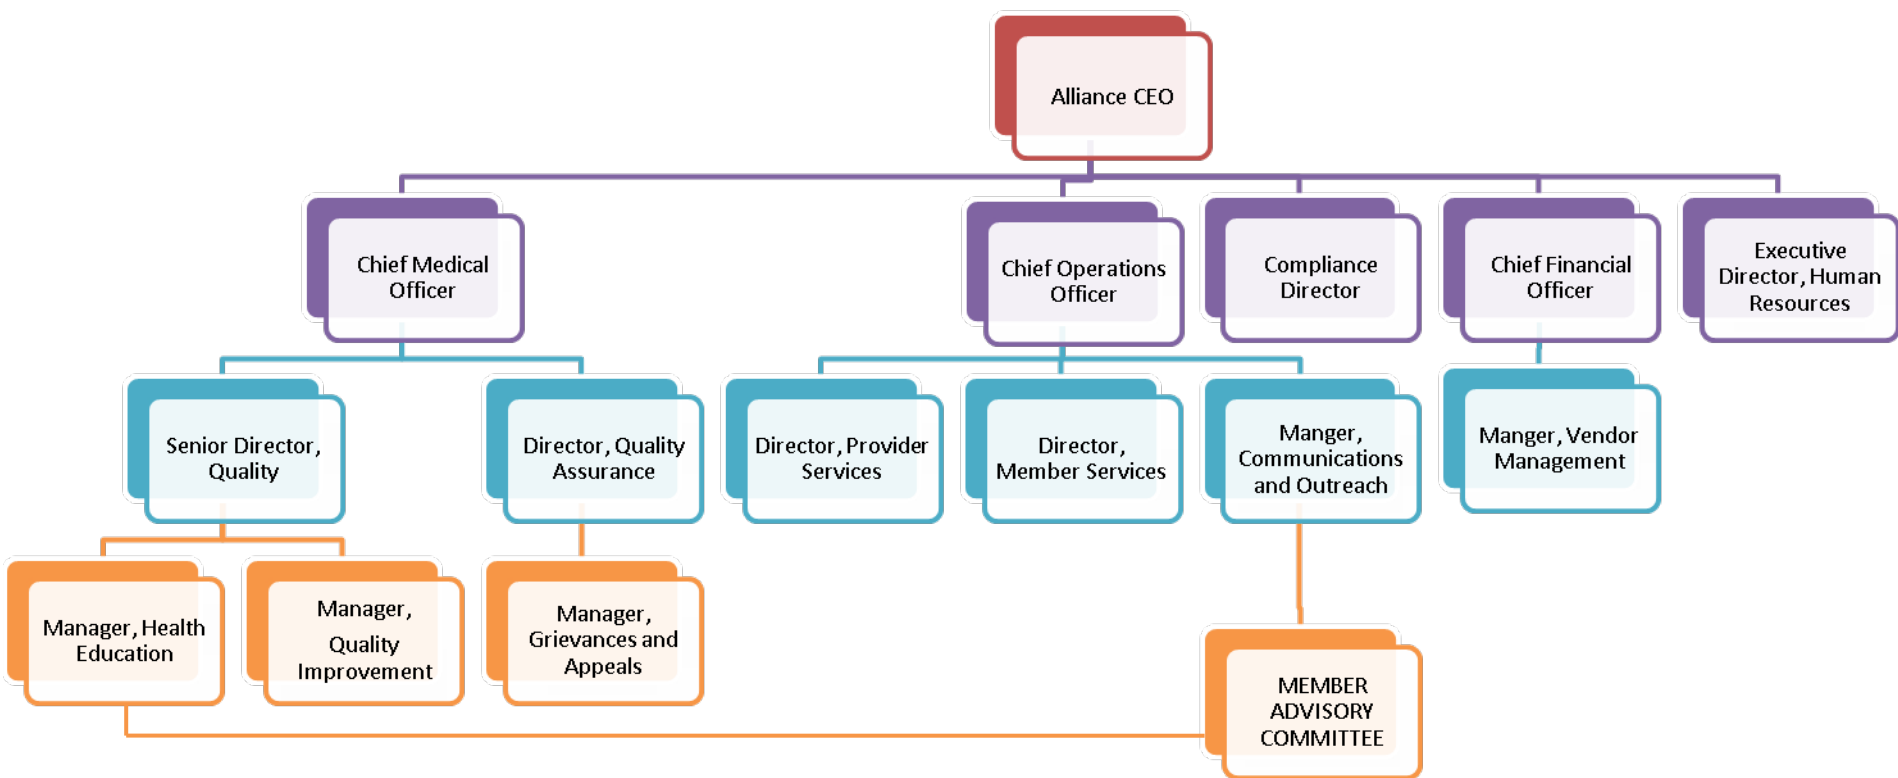 Alliance CEO
Chief Medical
Officer
Chief Operations
Officer
Compliance
Director
Chief Financial
Officer
Executive
Director, Human
Resources
Senior Director,
Quality
Director, Quality
Assurance
Director, Provider
Services
Director,
Member Services
Manger,
Communications
and Outreach
Manger, Vendor
Management
Manager, Health
Education
Manager,
Quality
Improvement
Manager,
Grievances and
Appeals
MEMBER
ADVISORY
COMMITTEE